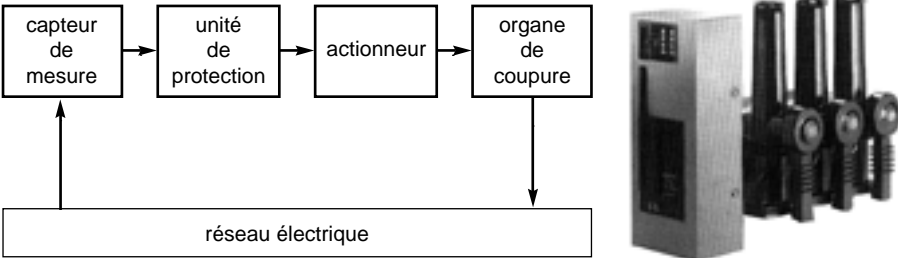 capteur
de
mesure
unité
de
protection
actionneur
organe
de
coupure
réseau électrique